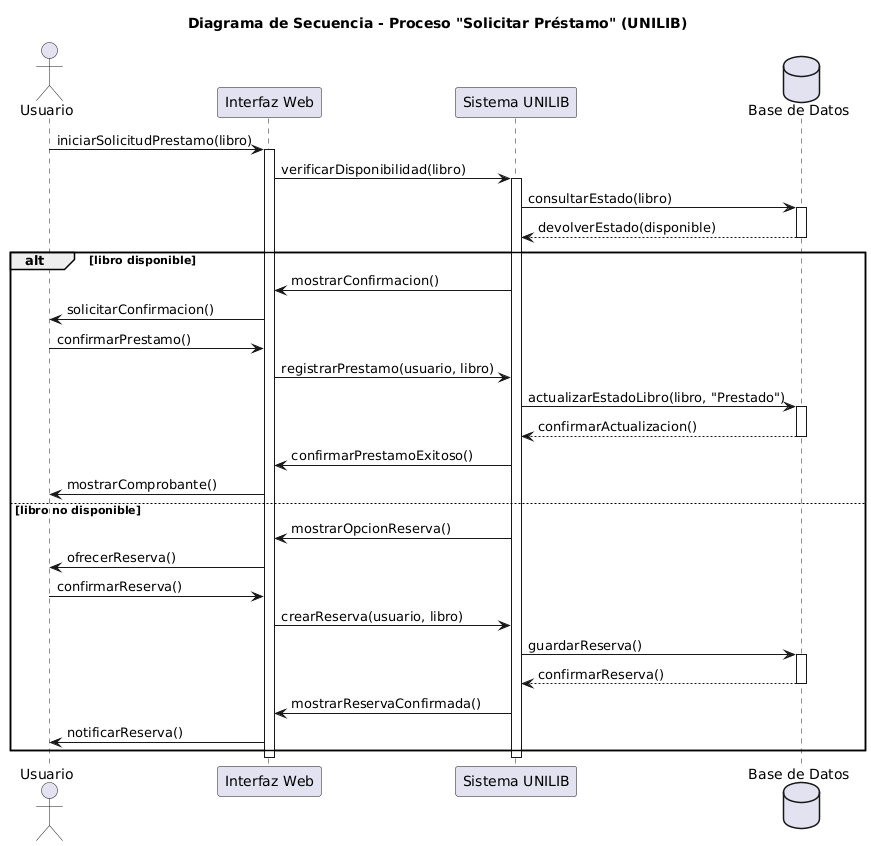 Diagrama de Secuencia - Proceso "Solicitar Préstamo" (UNILIB)
Usuario
Interfaz Web
Sistema UNILIB
Base de Datos
iniciarSolicitudPrestamo(libro)
verificarDisponibilidad(libro)
consultarEstado(libro)
devolverEstado(disponible)
alt [libro disponible]
mostrarConfirmacion()
solicitarConfirmacion()
confirmarPrestamo()
registrarPrestamo(usuario, libro)
actualizarEstadoLibro(libro, "Prestado")
confirmarActualizacion()
confirmarPrestamoExitoso()
mostrarComprobante()
[libro no disponible]
mostrarOpcionReserva()
ofrecerReserva()
confirmarReserva()
crearReserva(usuario, libro)
guardarReserva()
confirmarReserva()
mostrarReservaConfirmada()
notificarReserva()
Usuario
Interfaz Web
Sistema UNILIB
Base de Datos